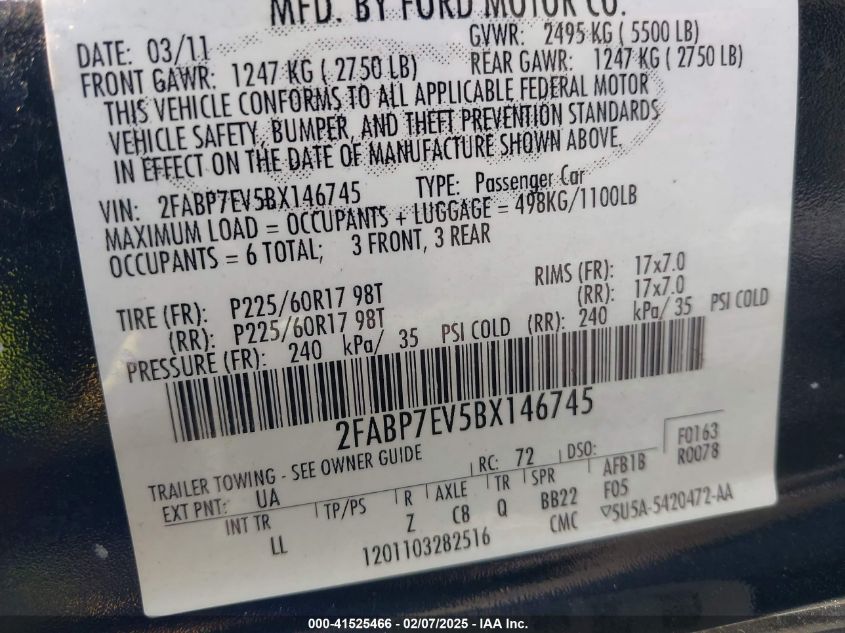 MFD. BY FORD MOTOR CO.
DATE: 03/11 GVWR: 2495 KG ( 5500 LB)
FRONT GAWR: 1247 KG ( 2750 LB) REAR GAWR: 1247 KG ( 2750 LB)
THIS VEHICLE CONFORMS TO ALL APPLICABLE FEDERAL MOTOR
VEHICLE SAFETY, BUMPER, AND THEFT PREVENTION STANDARDS
IN EFFECT ON THE DATE OF MANUFACTURE SHOWN ABOVE.
VIN: 2FABP7EV5BX146745 TYPE: Passenger Car
MAXIMUM LOAD = OCCUPANTS + LUGGAGE = 498KG/1100LB
OCCUPANTS = 6 TOTAL; 3 FRONT, 3 REAR
TIRE (FR): P225/60R17 98T RIMS (FR): 17x7.0
(RR): P225/60R17 98T (RR): 17x7.0
PRESSURE (FR): 240 kPa/ 35 PSI COLD (RR): 240 kPa/ 35 PSI COLD
2FABP7EV5BX146745
TRAILER TOWING - SEE OWNER GUIDE RC: 72 DSO: F0163
EXT PNT: UA AFB1B R0078
INT TR TP/PS R AXLE TR SPR F05
LL Z C8 Q BB22 ▽5U5A-5420472-AA
CMC
1201103282516
000-41525466 - 02/07/2025 - IAA Inc.